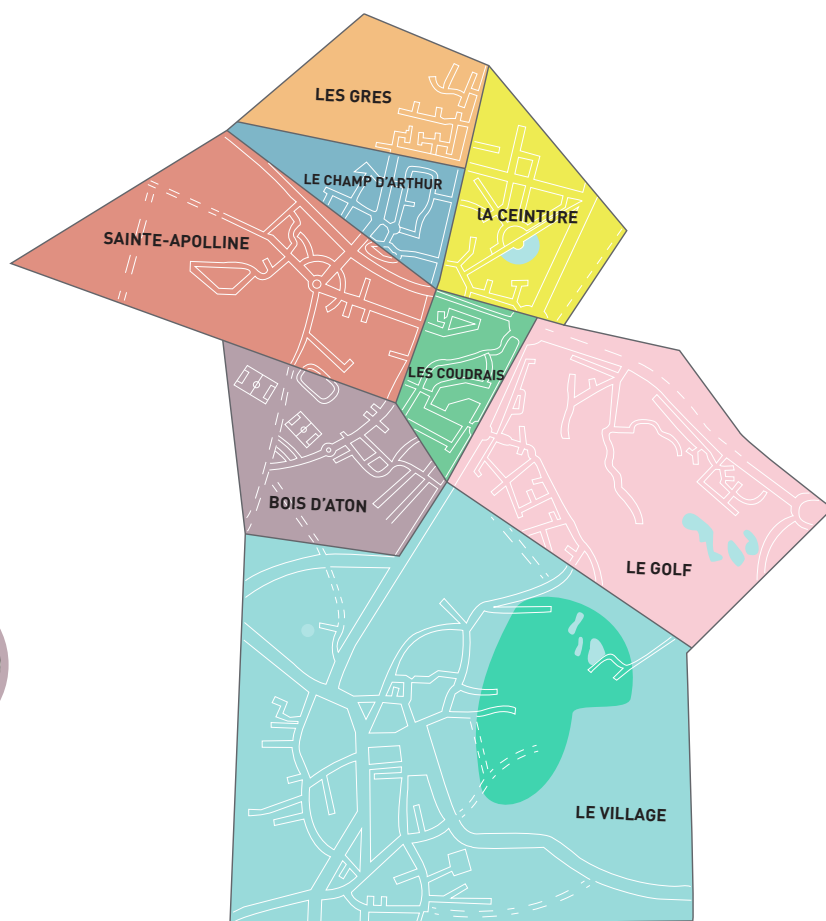 LES GRES
LE CHAMP D'ARTHUR
LA CEINTURE
SAINTE-APOLLINE
LES COUDRAIS
BOIS D'ATON
LE GOLF
LE VILLAGE